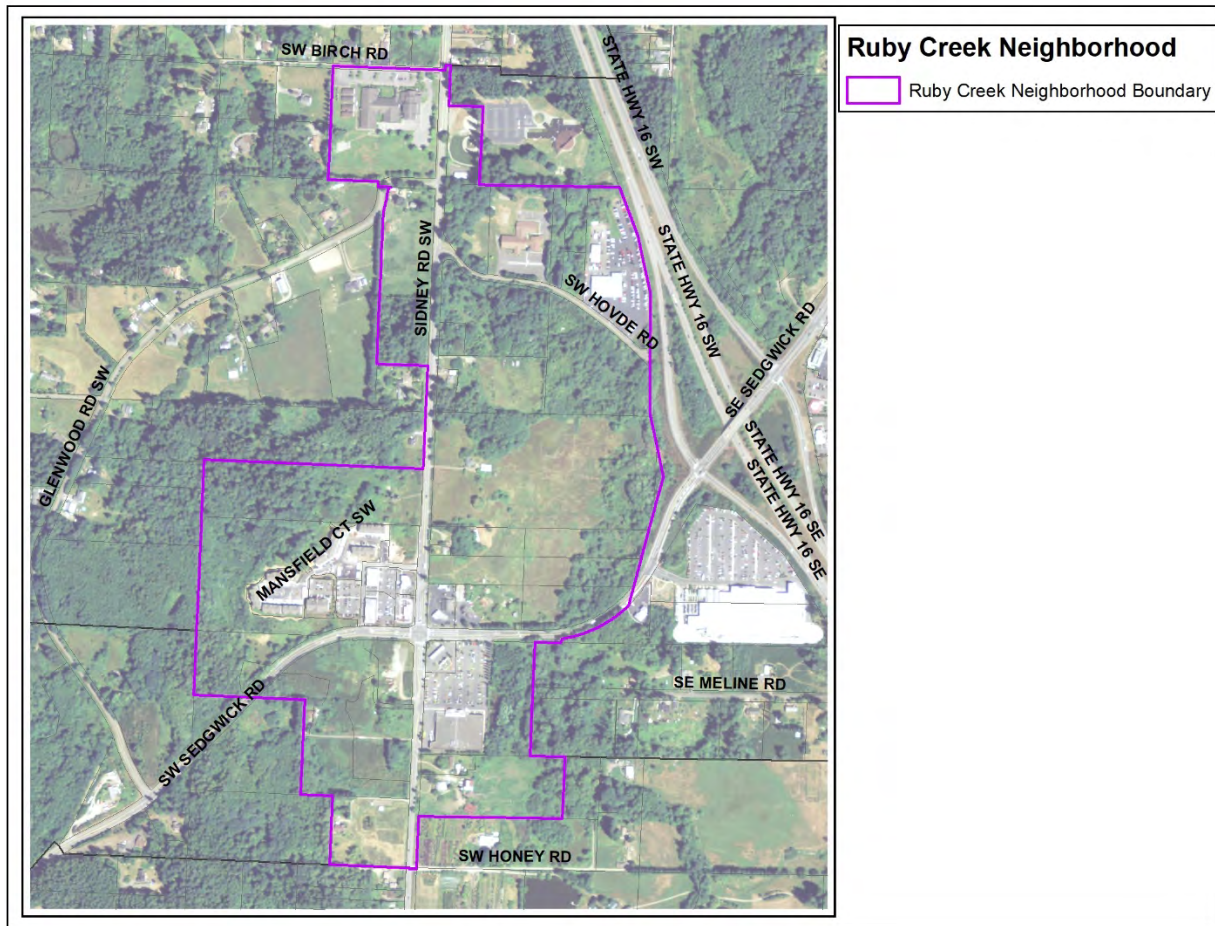 Ruby Creek Neighborhood
Ruby Creek Neighborhood Boundary
SW BIRCH RD
STATE HWY 16 SW
STATE HWY 16 SW
SIDNEY RD SW
SW HOVDE RD
SE SEDGWICK RD
GLENWOOD RD SW
STATE HWY 16 SE
STATE HWY 16 SE
MANSFIELD CT SW
SE MELINE RD
SW SEDGWICK RD
SW HONEY RD